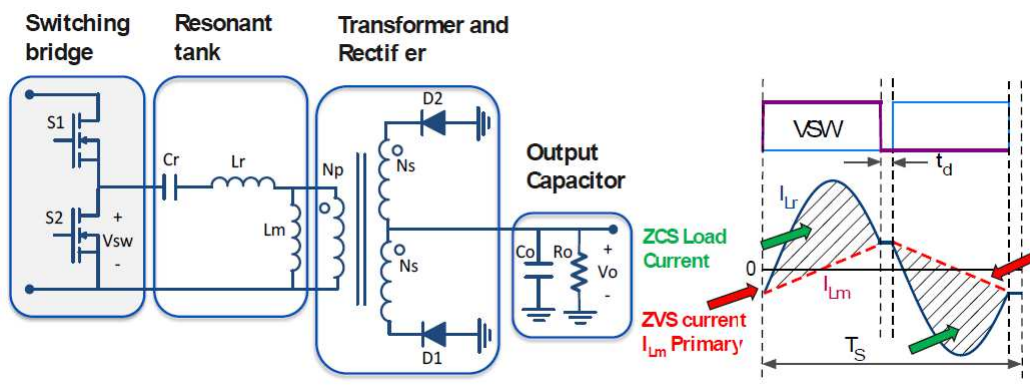 Switching
bridge
Resonant
tank
Transformer and
Rectif er
Output
Capacitor
S1
S2
+
Vsw
-
Cr
Lr
Lm
Np
Ns
Ns
D2
D1
Co
Ro
+
Vo
-
VSW
td
ILr
ZCS Load
Current
0
ILm
ZVS current
ILm Primary
TS